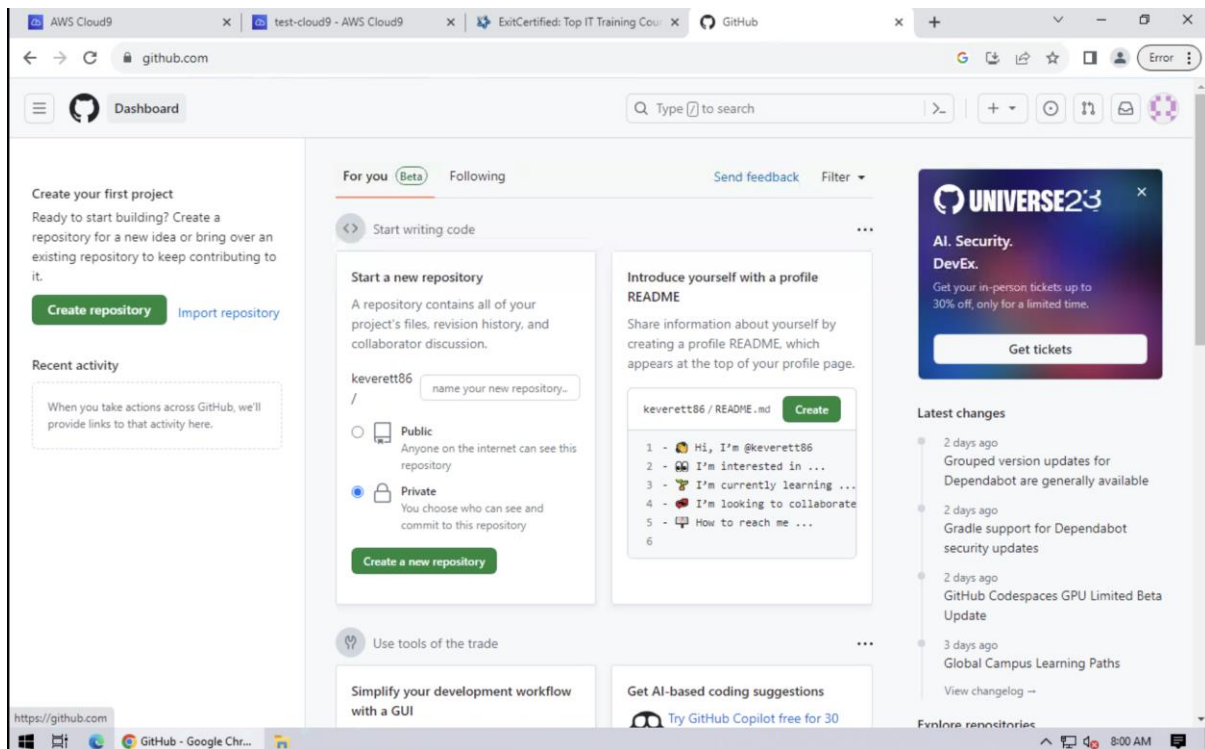 AWS Cloud9
test-cloud9 - AWS Cloud9
ExitCertified: Top IT Training Cour
GitHub
github.com
Error
Dashboard
Type / to search
Create your first project
Ready to start building? Create a
repository for a new idea or bring over an
existing repository to keep contributing to
it.
Create repository
Import repository
Recent activity
When you take actions across GitHub, we'll
provide links to that activity here.
https://github.com
For you Beta
Following
Send feedback
Filter
Start writing code
Start a new repository
A repository contains all of your
project's files, revision history, and
collaborator discussion.
keverett86
/
name your new repository..
Public
Anyone on the internet can see this
repository
Private
You choose who can see and
commit to this repository
Create a new repository
Introduce yourself with a profile
README
Share information about yourself by
creating a profile README, which
appears at the top of your profile page.
keverett86 / README.md
Create
1 - 👋 Hi, I'm @keverett86
2 - 👀 I'm interested in ...
3 - 🌱 I'm currently learning ...
4 - 💞️ I'm looking to collaborate
5 - 📫 How to reach me ...
6
Use tools of the trade
Simplify your development workflow
with a GUI
Get AI-based coding suggestions
Try GitHub Copilot free for 30
UNIVERSE23
AI. Security.
DevEx.
Get your in-person tickets up to
30% off, only for a limited time.
Get tickets
Latest changes
2 days ago
Grouped version updates for
Dependabot are generally available
2 days ago
Gradle support for Dependabot
security updates
2 days ago
GitHub Codespaces GPU Limited Beta
Update
3 days ago
Global Campus Learning Paths
View changelog →
Explore repositories
GitHub - Google Chr...
8:00 AM